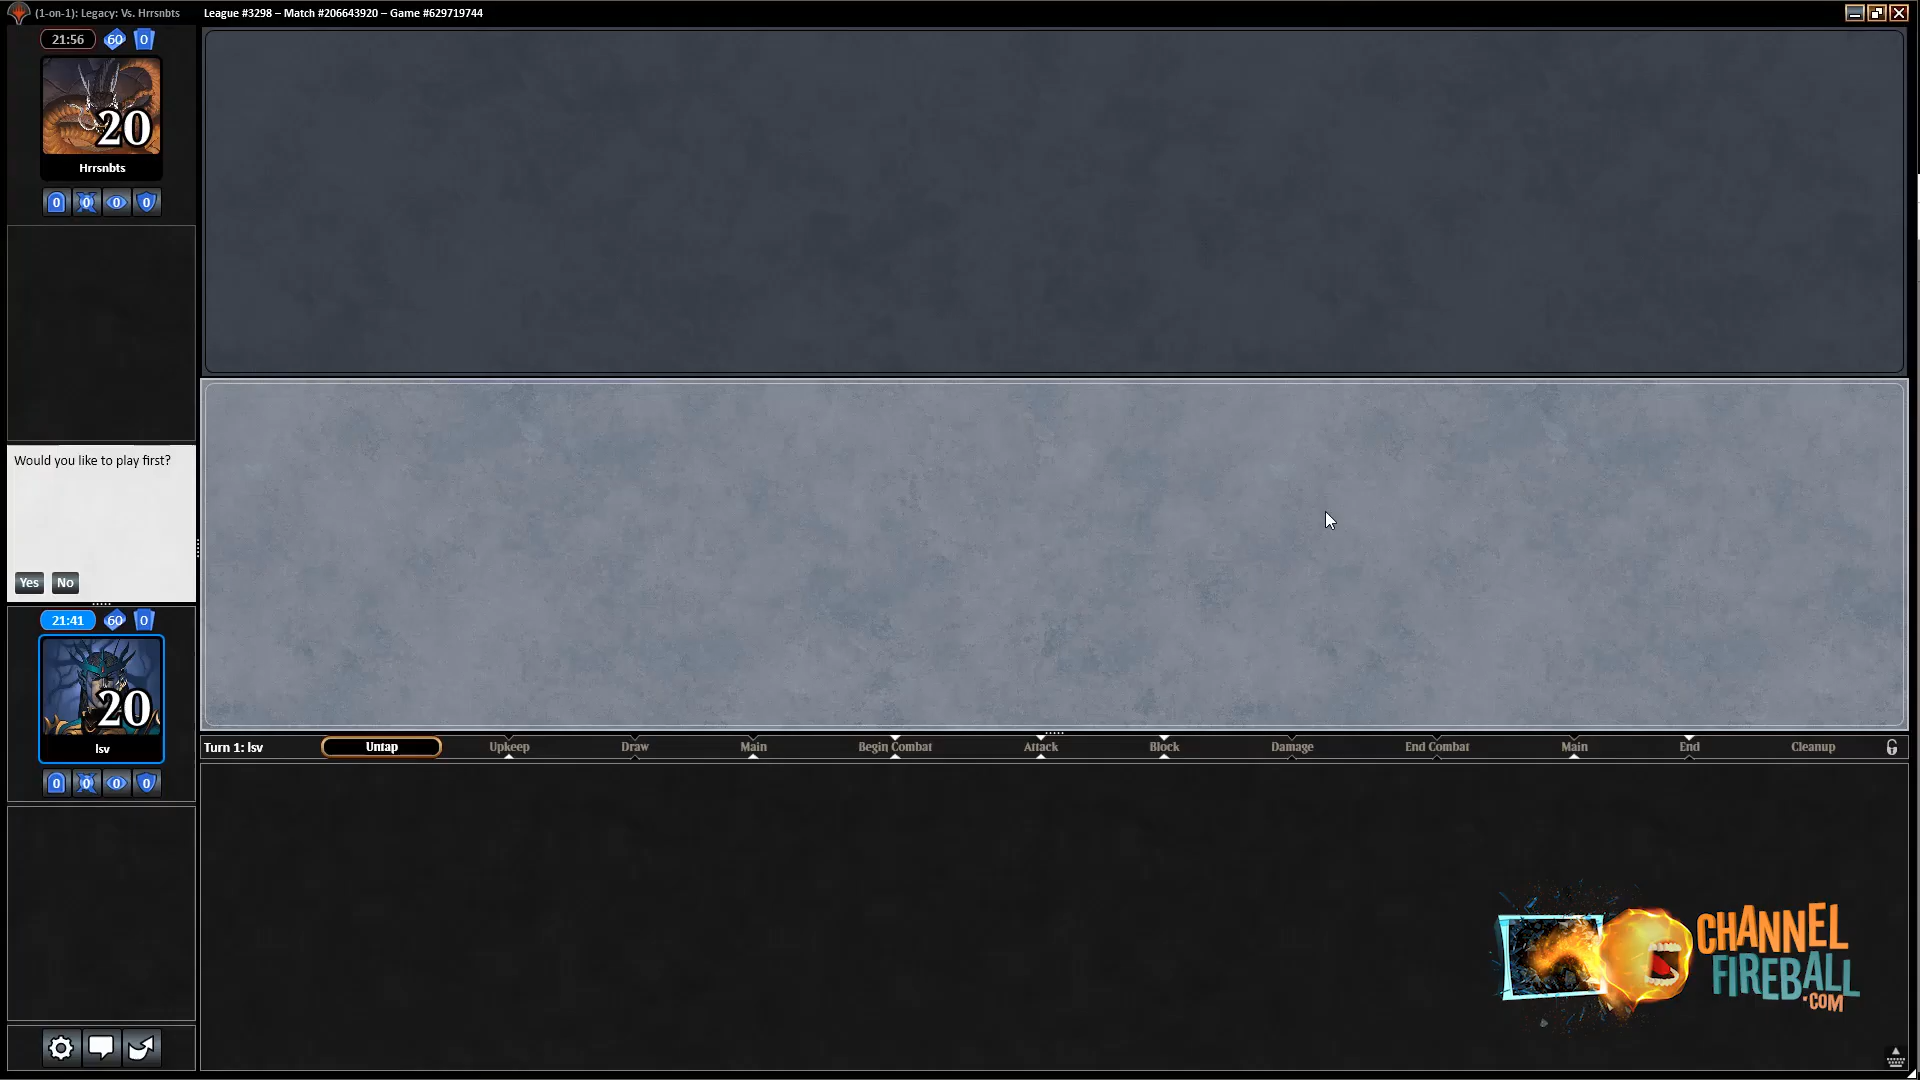 (1-on-1): Legacy: Vs. Hrrsnbts
League #3298 – Match #206643920 – Game #629719744
21:56 60 0
20
Hrrsnbts
0 0 0 0
Would you like to play first?
Yes No
21:41 60 0
20
lsv
0 0 0 0
Turn 1: lsv Untap Upkeep Draw Main Begin Combat Attack Block Damage End Combat Main End Cleanup
CHANNEL
FIREBALL
.COM